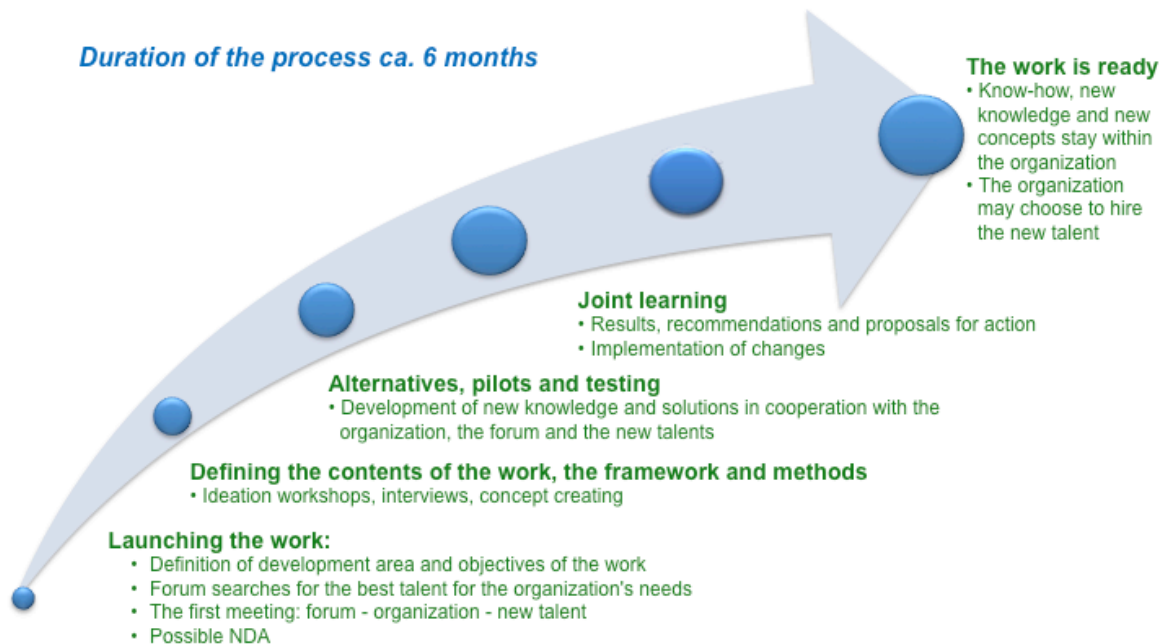 Duration of the process ca. 6 months
The work is ready
• Know-how, new
knowledge and new
concepts stay within
the organization
• The organization
may choose to hire
the new talent
Joint learning
• Results, recommendations and proposals for action
• Implementation of changes
Alternatives, pilots and testing
• Development of new knowledge and solutions in cooperation with the
organization, the forum and the new talents
Defining the contents of the work, the framework and methods
• Ideation workshops, interviews, concept creating
Launching the work:
• Definition of development area and objectives of the work
• Forum searches for the best talent for the organization's needs
• The first meeting: forum - organization - new talent
• Possible NDA